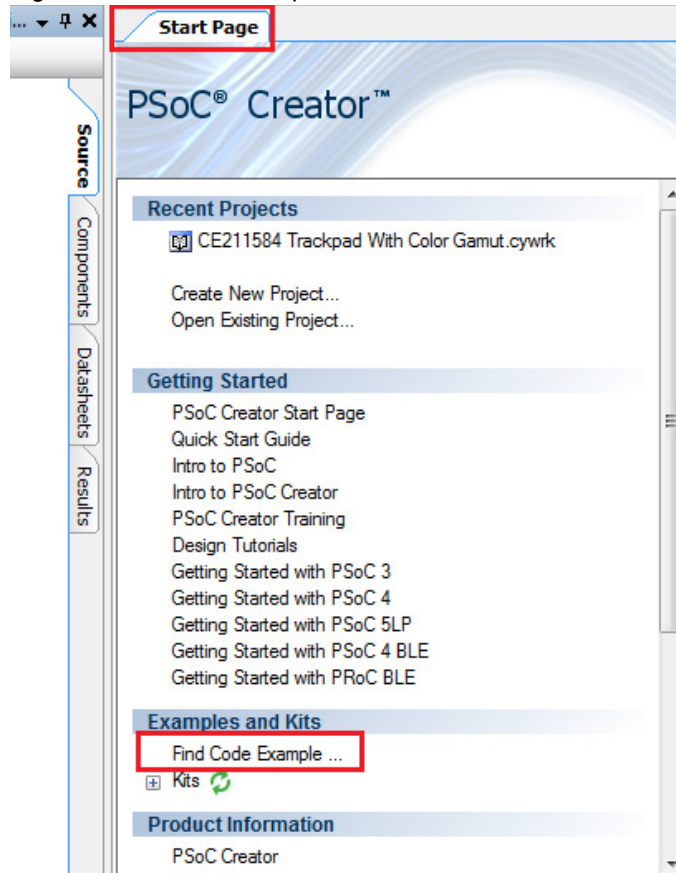 Start Page
Source
Components
Datasheets
Results
PSoC® Creator™
Recent Projects
CE211584 Trackpad With Color Gamut.cywrk
Create New Project...
Open Existing Project...
Getting Started
PSoC Creator Start Page
Quick Start Guide
Intro to PSoC
Intro to PSoC Creator
PSoC Creator Training
Design Tutorials
Getting Started with PSoC 3
Getting Started with PSoC 4
Getting Started with PSoC 5LP
Getting Started with PSoC 4 BLE
Getting Started with PRoC BLE
Examples and Kits
Find Code Example ...
Kits
Product Information
PSoC Creator